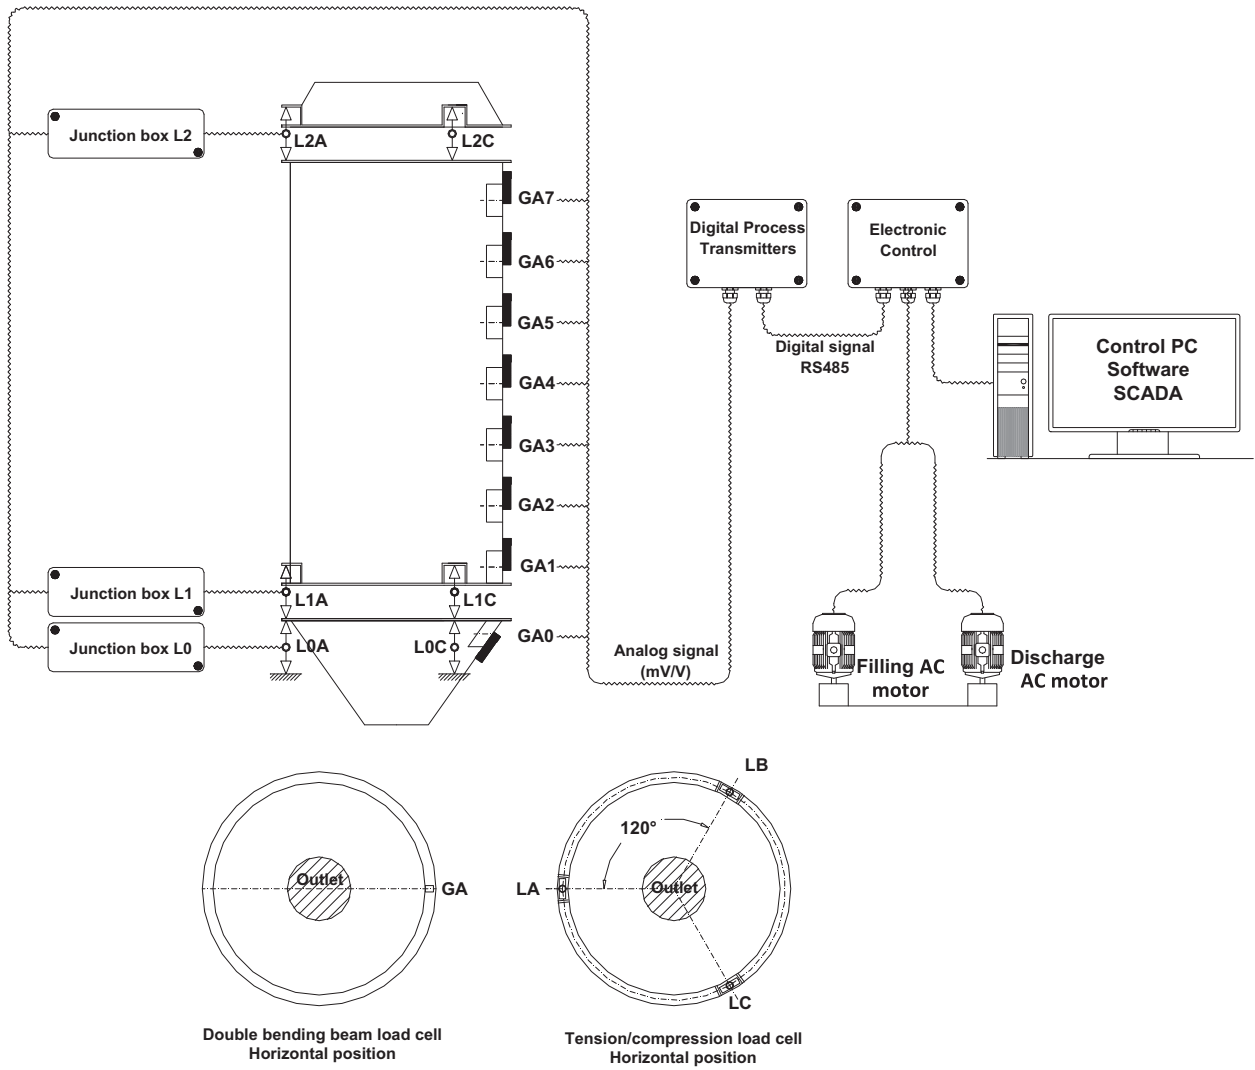 Junction box L2
L2A
L2C
GA7
GA6
GA5
GA4
GA3
GA2
GA1
GA0
Junction box L1
L1A
L1C
Junction box L0
L0A
L0C
Digital Process
Transmitters
Electronic
Control
Digital signal
RS485
Control PC
Software
SCADA
Analog signal
(mV/V)
Filling AC
motor
Discharge
AC motor
Outlet
GA
Double bending beam load cell
Horizontal position
LB
120°
LA
Outlet
LC
Tension/compression load cell
Horizontal position